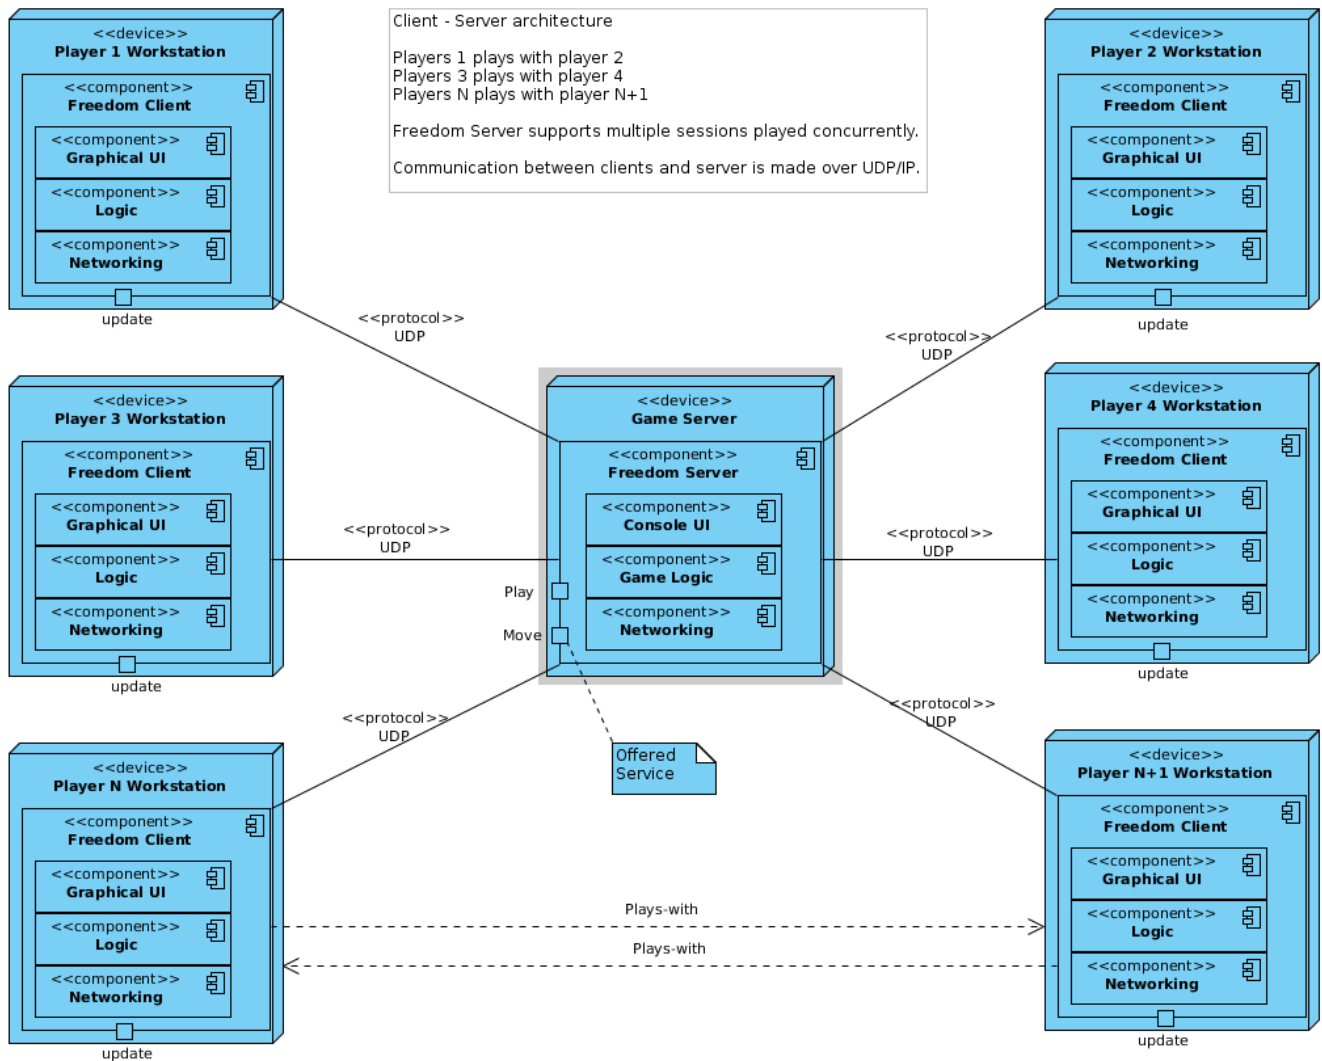 <<device>>
Player 1 Workstation
<<component>>
Freedom Client
<<component>>
Graphical UI
<<component>>
Logic
<<component>>
Networking
update
Client - Server architecture
Players 1 plays with player 2
Players 3 plays with player 4
Players N plays with player N+1
Freedom Server supports multiple sessions played concurrently.
Communication between clients and server is made over UDP/IP.
<<device>>
Player 2 Workstation
<<component>>
Freedom Client
<<component>>
Graphical UI
<<component>>
Logic
<<component>>
Networking
update
<<protocol>>
UDP
<<protocol>>
UDP
<<device>>
Player 3 Workstation
<<component>>
Freedom Client
<<component>>
Graphical UI
<<component>>
Logic
<<component>>
Networking
update
<<protocol>>
UDP
<<device>>
Game Server
<<component>>
Freedom Server
<<component>>
Console UI
<<component>>
Game Logic
<<component>>
Networking
Play
Move
<<protocol>>
UDP
<<device>>
Player 4 Workstation
<<component>>
Freedom Client
<<component>>
Graphical UI
<<component>>
Logic
<<component>>
Networking
update
<<protocol>>
UDP
Offered
Service
<<protocol>>
UDP
<<device>>
Player N Workstation
<<component>>
Freedom Client
<<component>>
Graphical UI
<<component>>
Logic
<<component>>
Networking
update
Plays-with
Plays-with
<<device>>
Player N+1 Workstation
<<component>>
Freedom Client
<<component>>
Graphical UI
<<component>>
Logic
<<component>>
Networking
update